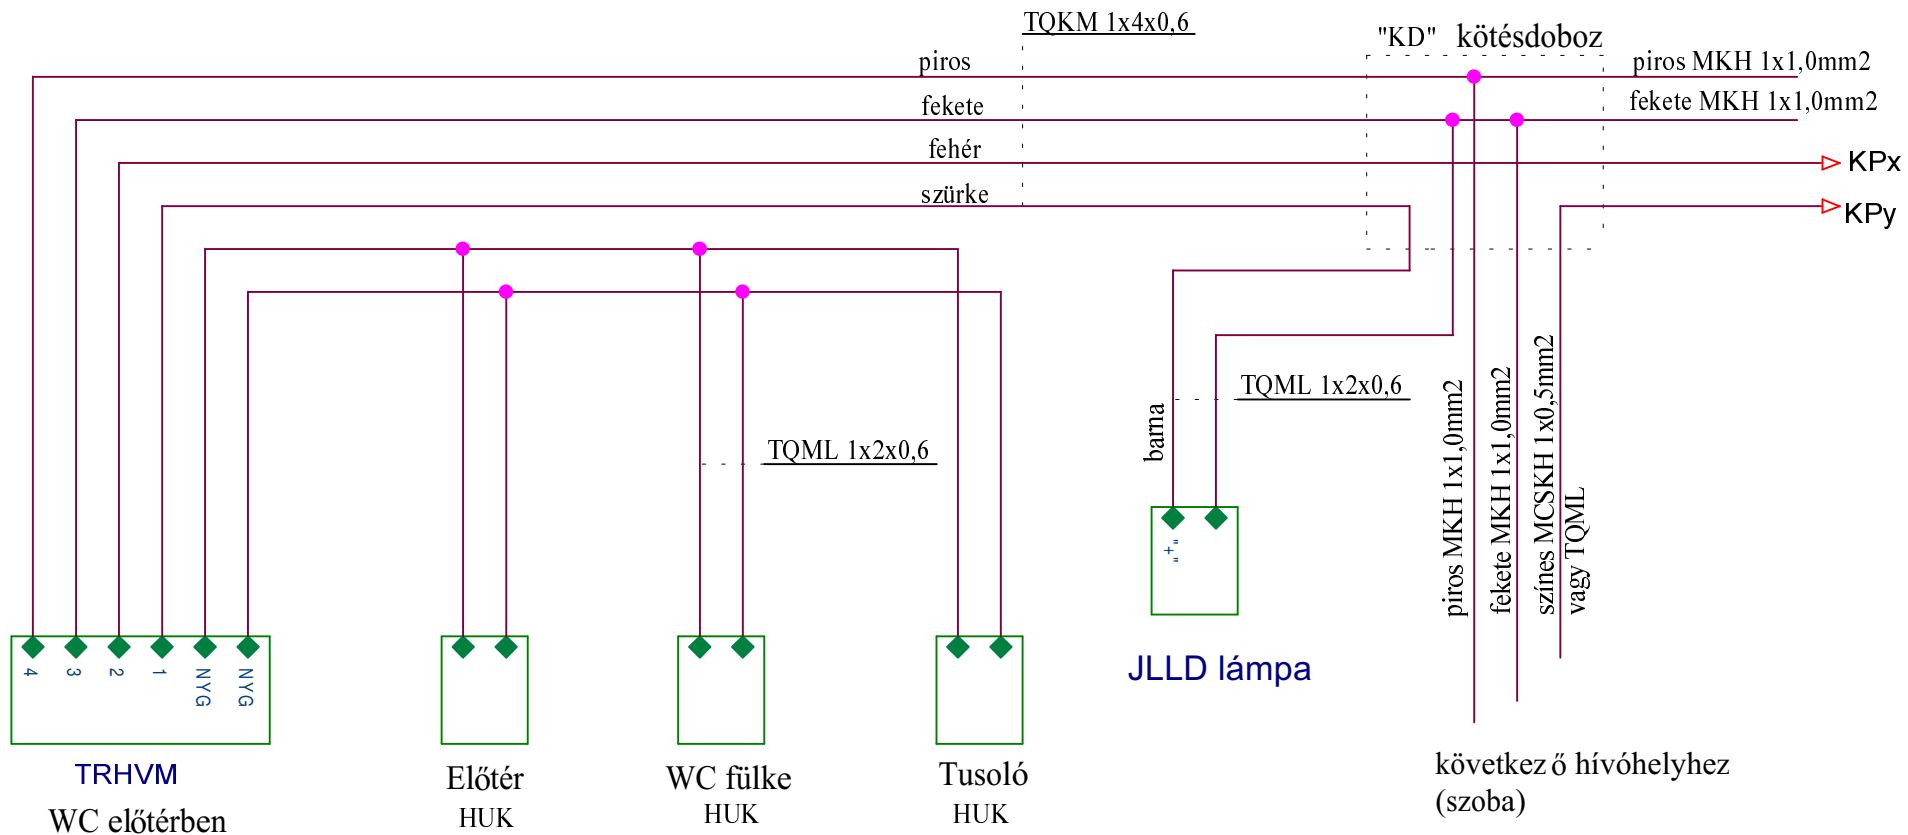 TQKM 1x4x0,6
"KD" kötésdoboz
piros
piros MKH 1x1,0mm2
fekete
fekete MKH 1x1,0mm2
fehér
KPx
szürke
KPy
TQML 1x2x0,6
TQML 1x2x0,6
barna
piros MKH 1x1,0mm2
fekete MKH 1x1,0mm2
színes MCSKH 1x0,5mm2
vagy TQML
"+"
4
3
2
1
NYG
NYG
JLLD lámpa
TRHVM
WC előtérben
Előtér
HUK
WC fülke
HUK
Tusoló
HUK
következő hívóhelyhez
(szoba)